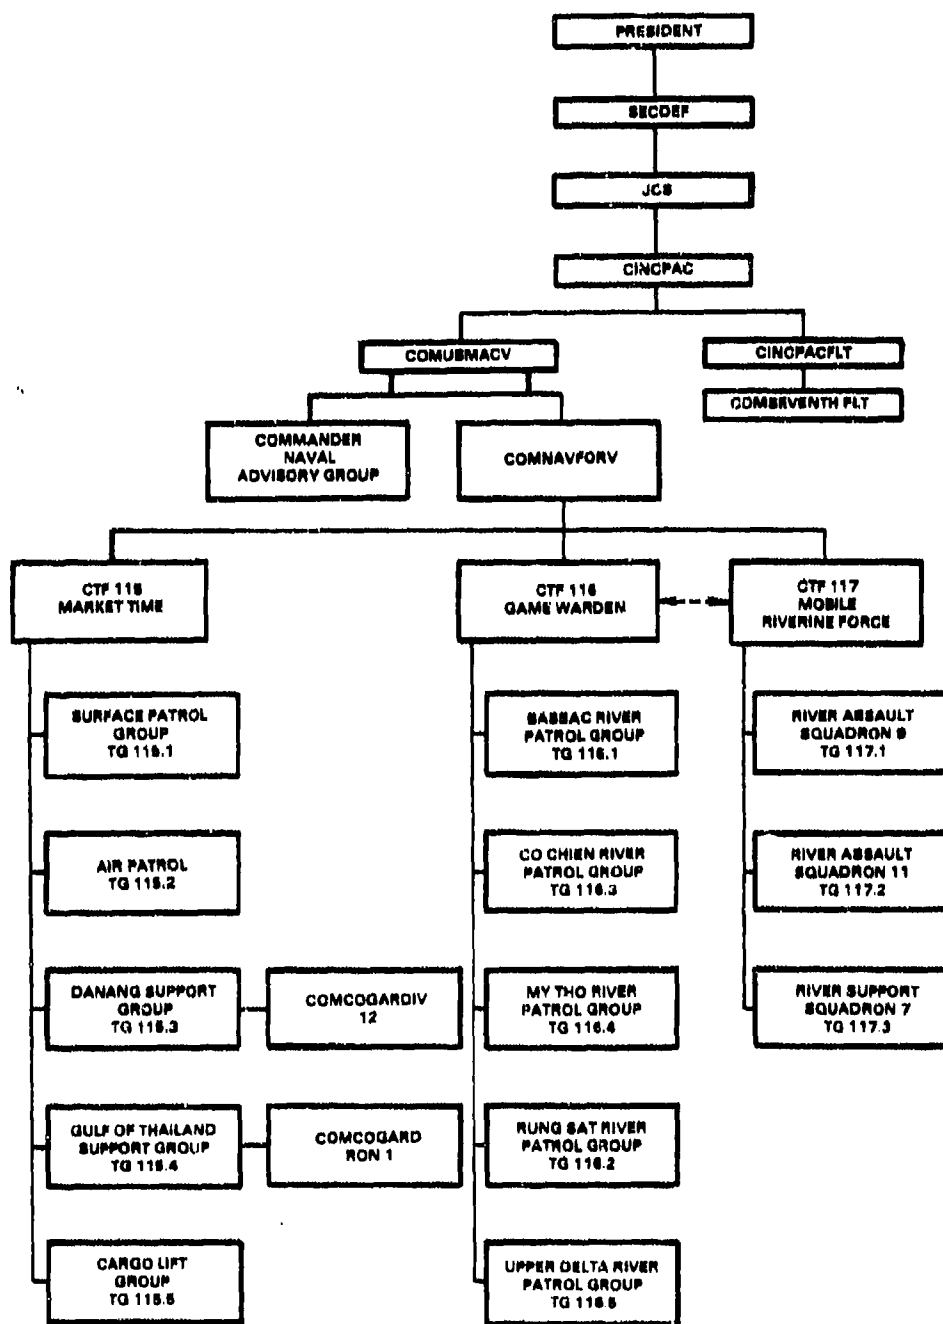 PRESIDENT
SECDEF
JCS
CINCPAC
COMUSMACV
CINCPACFLT
COMSEVENTH FLT
COMMANDER
NAVAL
ADVISORY GROUP
COMNAVFORV
CTF 115
MARKET TIME
CTF 116
GAME WARDEN
CTF 117
MOBILE
RIVERINE FORCE
SURFACE PATROL
GROUP
TG 115.1
BASSAC RIVER
PATROL GROUP
TG 116.1
RIVER ASSAULT
SQUADRON 9
TG 117.1
AIR PATROL
TG 115.2
CO CHIEN RIVER
PATROL GROUP
TG 116.3
RIVER ASSAULT
SQUADRON 11
TG 117.2
DANANG SUPPORT
GROUP
TG 115.3
COMCOGARDIV
12
MY THO RIVER
PATROL GROUP
TG 116.4
RIVER SUPPORT
SQUADRON 7
TG 117.3
GULF OF THAILAND
SUPPORT GROUP
TG 115.4
COMCOGARD
RON 1
RUNG SAT RIVER
PATROL GROUP
TG 116.2
CARGO LIFT
GROUP
TG 115.5
UPPER DELTA RIVER
PATROL GROUP
TG 116.5